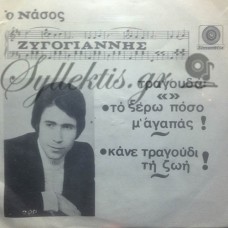 ὁ Νάσος
ΖΥΓΟΓΙΑΝΝΗΣ
Syllektis.gr
τραγουδᾶ
«»
• τό ξέρω πόσο
μ'ἀγαπᾶς !
• κάνε τραγούδι
τή ζωή !